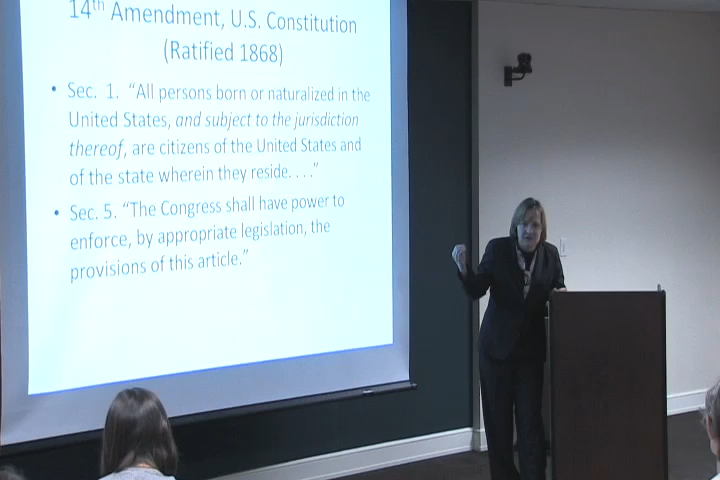 14th Amendment, U.S. Constitution
(Ratified 1868)
• Sec. 1. “All persons born or naturalized in the
United States, and subject to the jurisdiction
thereof, are citizens of the United States and
of the state wherein they reside. . . .”
• Sec. 5. “The Congress shall have power to
enforce, by appropriate legislation, the
provisions of this article.”